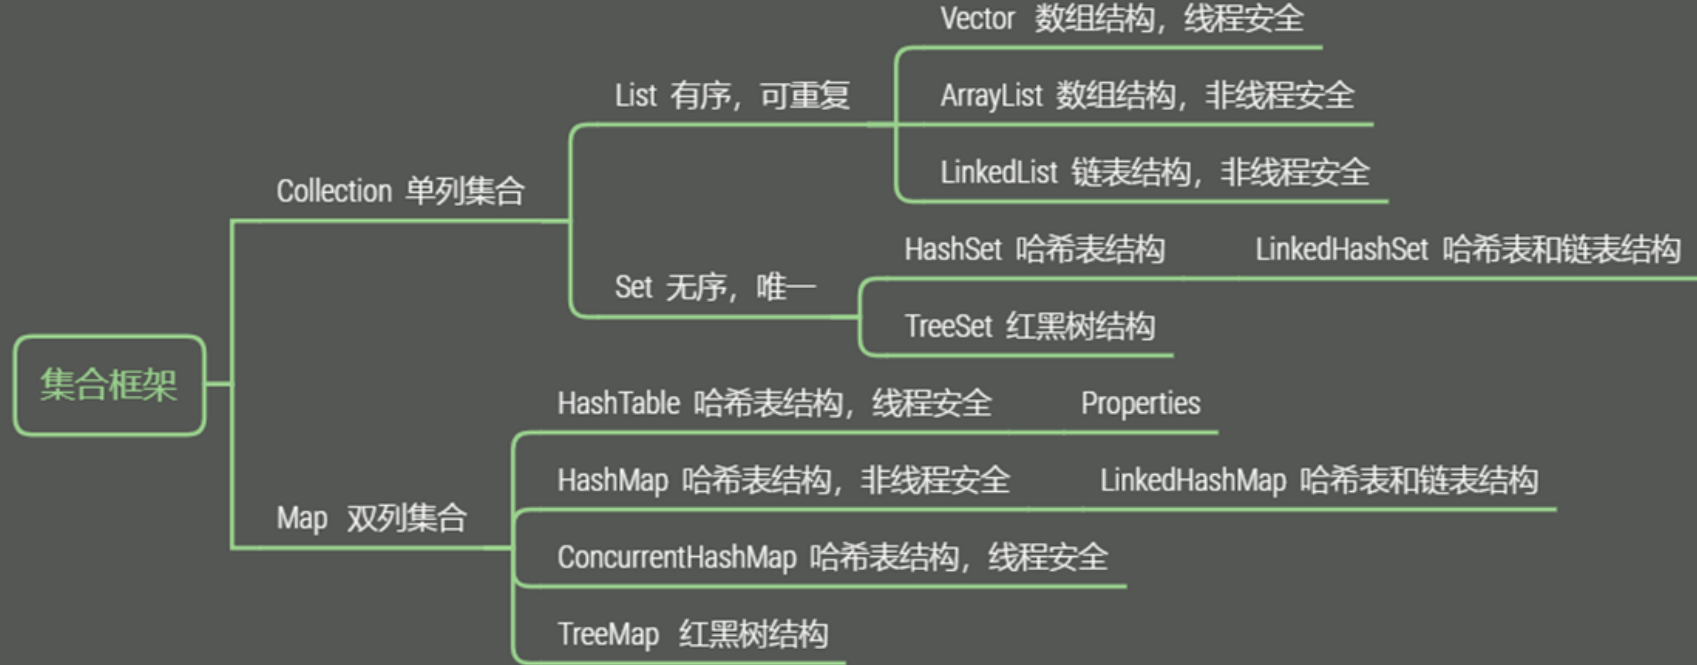 集合框架
Collection 单列集合
List 有序，可重复
Vector 数组结构，线程安全
ArrayList 数组结构，非线程安全
LinkedList 链表结构，非线程安全
Set 无序，唯一
HashSet 哈希表结构
LinkedHashSet 哈希表和链表结构
TreeSet 红黑树结构
Map 双列集合
HashTable 哈希表结构，线程安全
Properties
HashMap 哈希表结构，非线程安全
LinkedHashMap 哈希表和链表结构
ConcurrentHashMap 哈希表结构，线程安全
TreeMap 红黑树结构